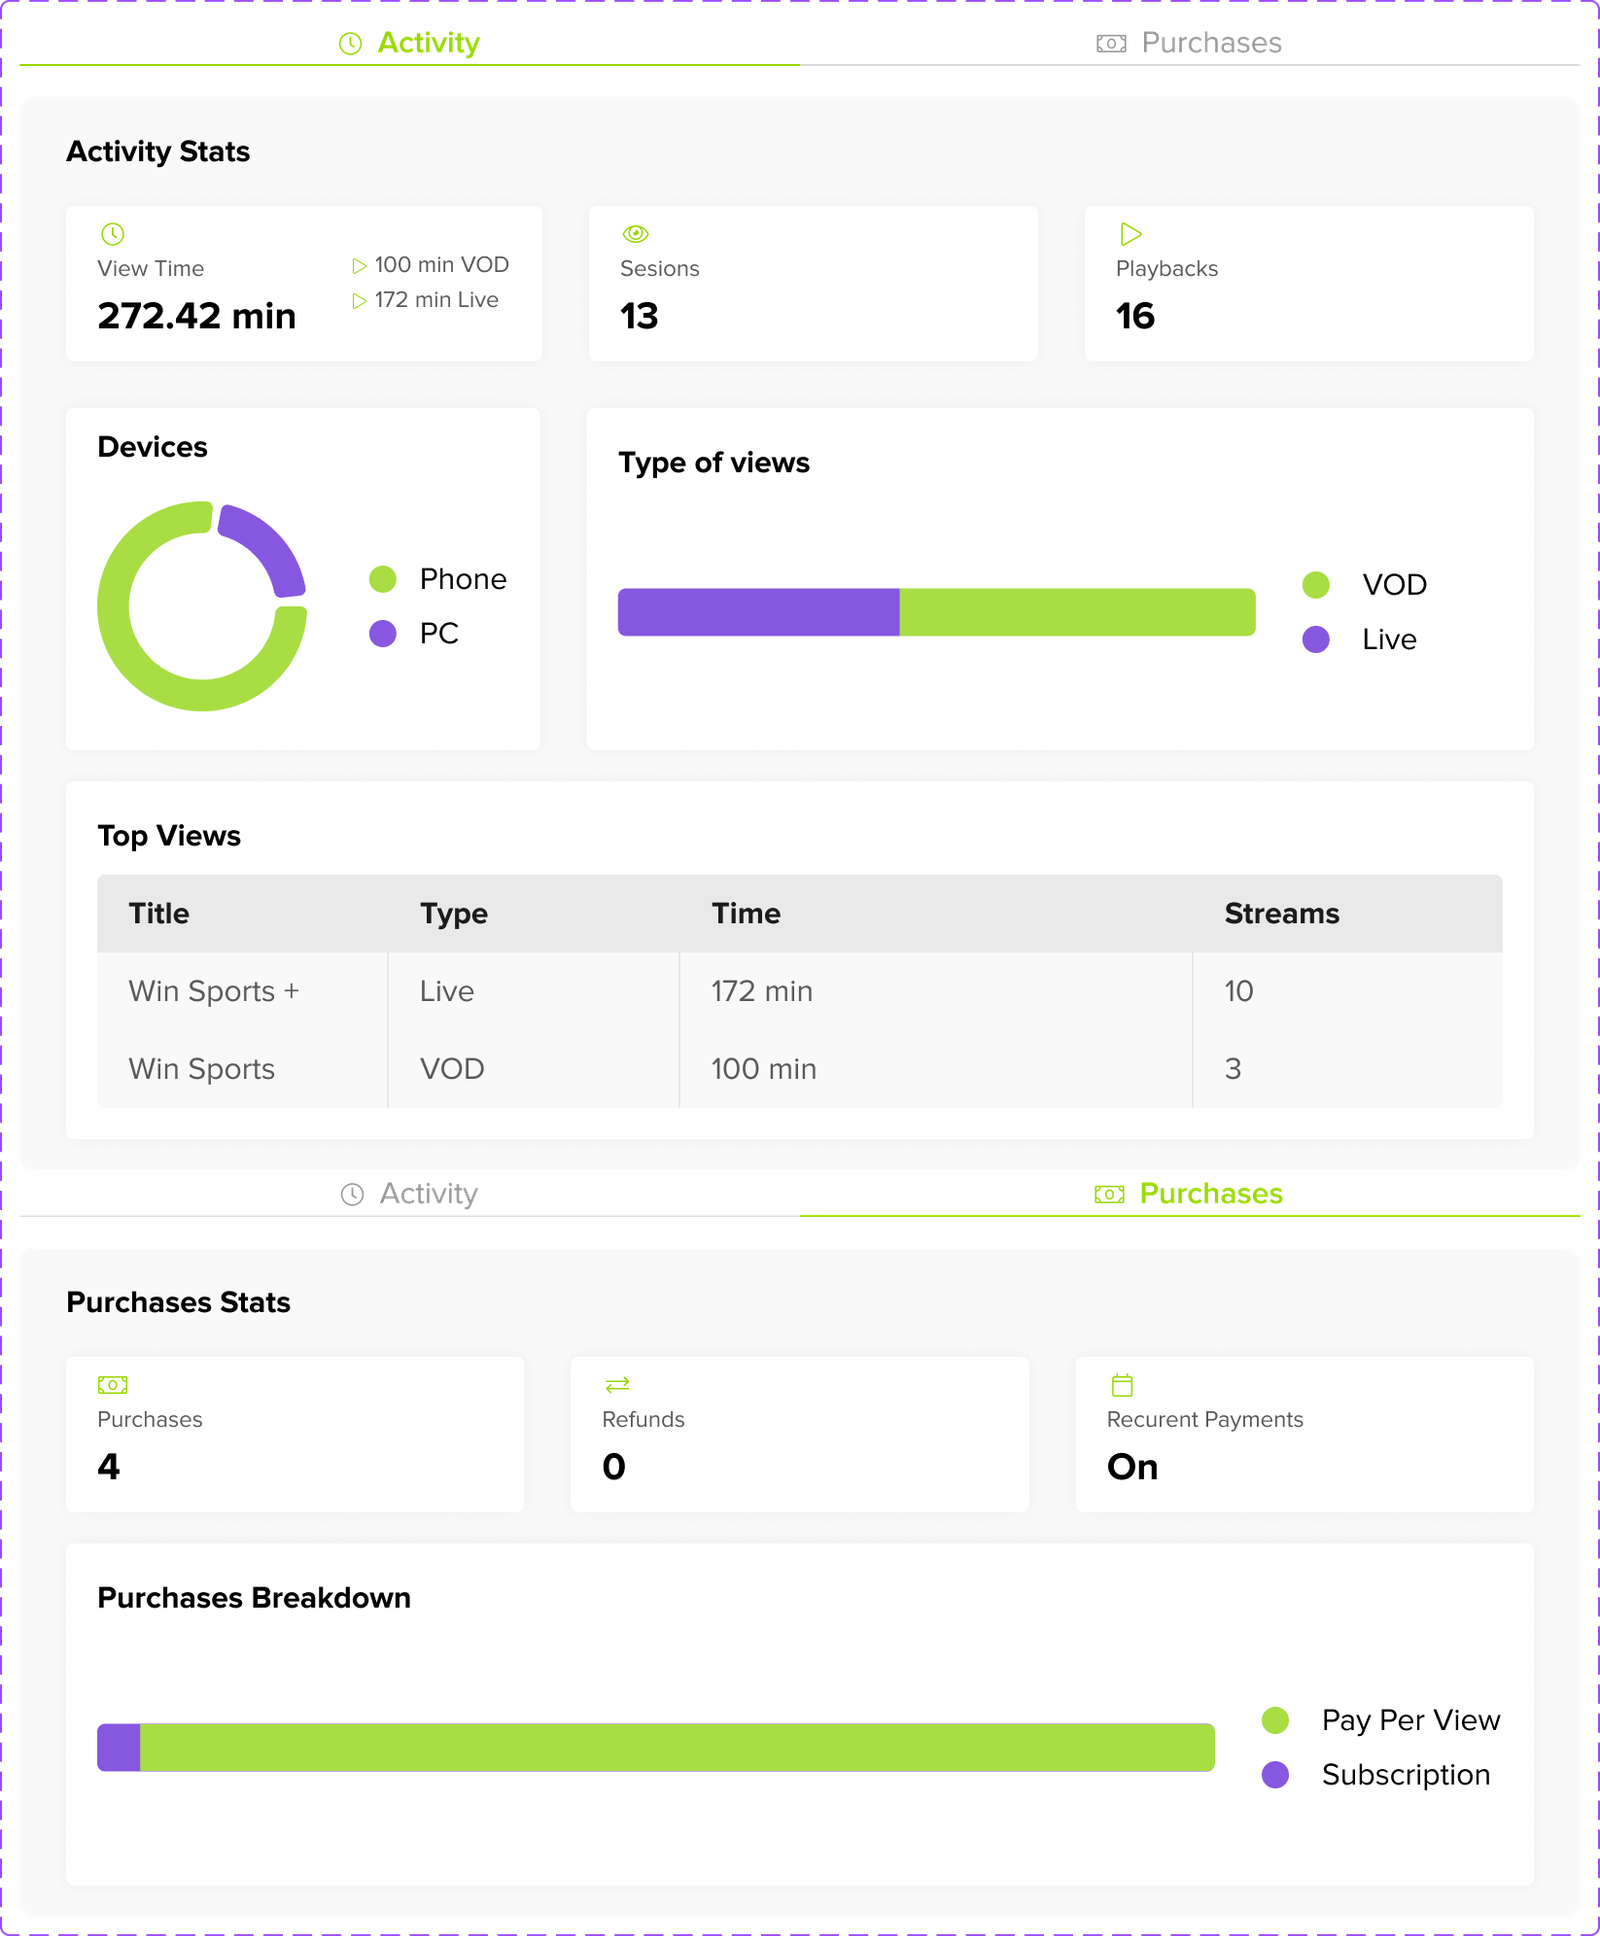 Activity
Purchases
Activity Stats
View Time
272.42 min
100 min VOD
172 min Live
Sesions
13
Playbacks
16
Devices
Phone
PC
Type of views
VOD
Live
Top Views
Title Type Time Streams
Win Sports + Live 172 min 10
Win Sports VOD 100 min 3
Activity
Purchases
Purchases Stats
Purchases
4
Refunds
0
Recurent Payments
On
Purchases Breakdown
Pay Per View
Subscription